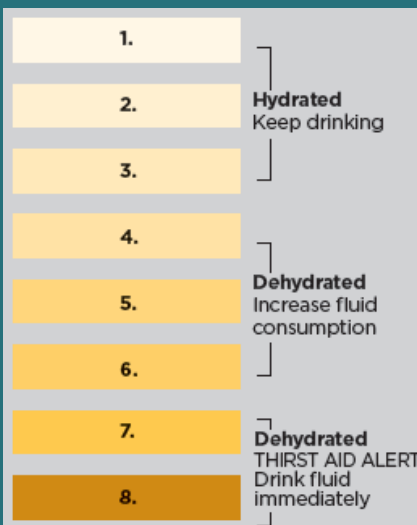 1.
2.
Hydrated
Keep drinking
3.
4.
Dehydrated
Increase fluid
consumption
5.
6.
7.
Dehydrated
THIRST AID ALERT
Drink fluid
immediately
8.